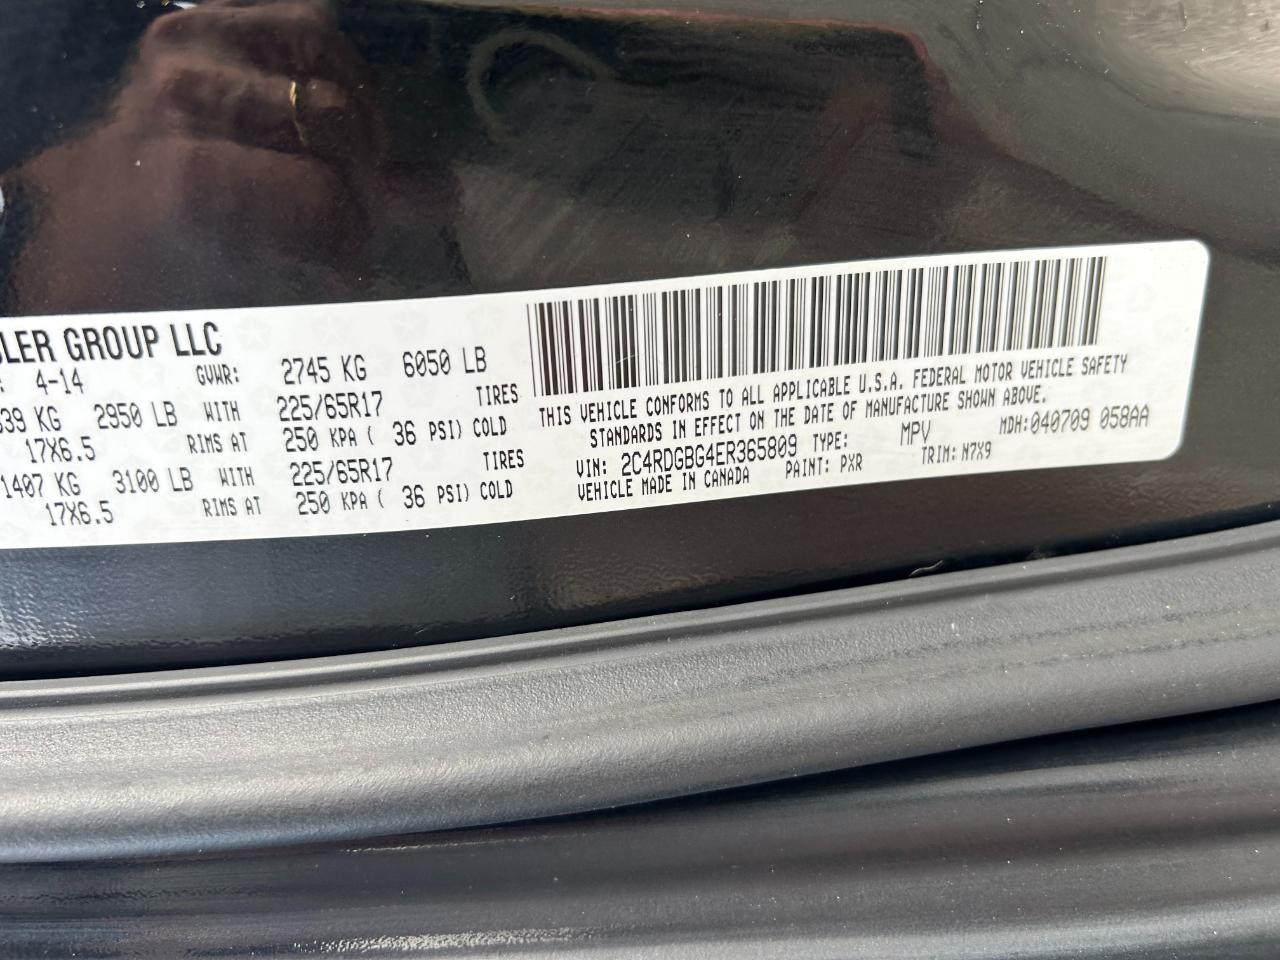 SLER GROUP LLC
: 4-14 GVWR: 2745 KG 6050 LB
39 KG 2950 LB WITH 225/65R17 TIRES
17X6.5 RIMS AT 250 KPA ( 36 PSI) COLD
1407 KG 3100 LB WITH 225/65R17 TIRES
17X6.5 RIMS AT 250 KPA ( 36 PSI) COLD
THIS VEHICLE CONFORMS TO ALL APPLICABLE U.S.A. FEDERAL MOTOR VEHICLE SAFETY
STANDARDS IN EFFECT ON THE DATE OF MANUFACTURE SHOWN ABOVE.
VIN: 2C4RDGBG4ER365809 TYPE: MPV MDH:040709 058AA
VEHICLE MADE IN CANADA PAINT: PXR TRIM: N7X9